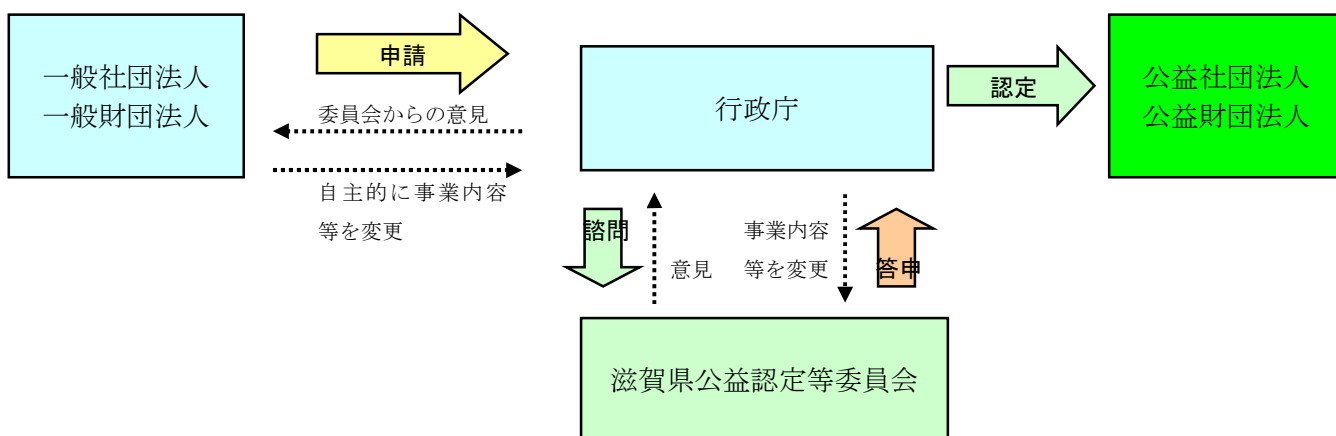 一般社団法人
一般財団法人
申請
委員会からの意見
自主的に事業内容
等を変更
行政庁
認定
公益社団法人
公益財団法人
諮問
意見
事業内容
等を変更
答申
滋賀県公益認定等委員会